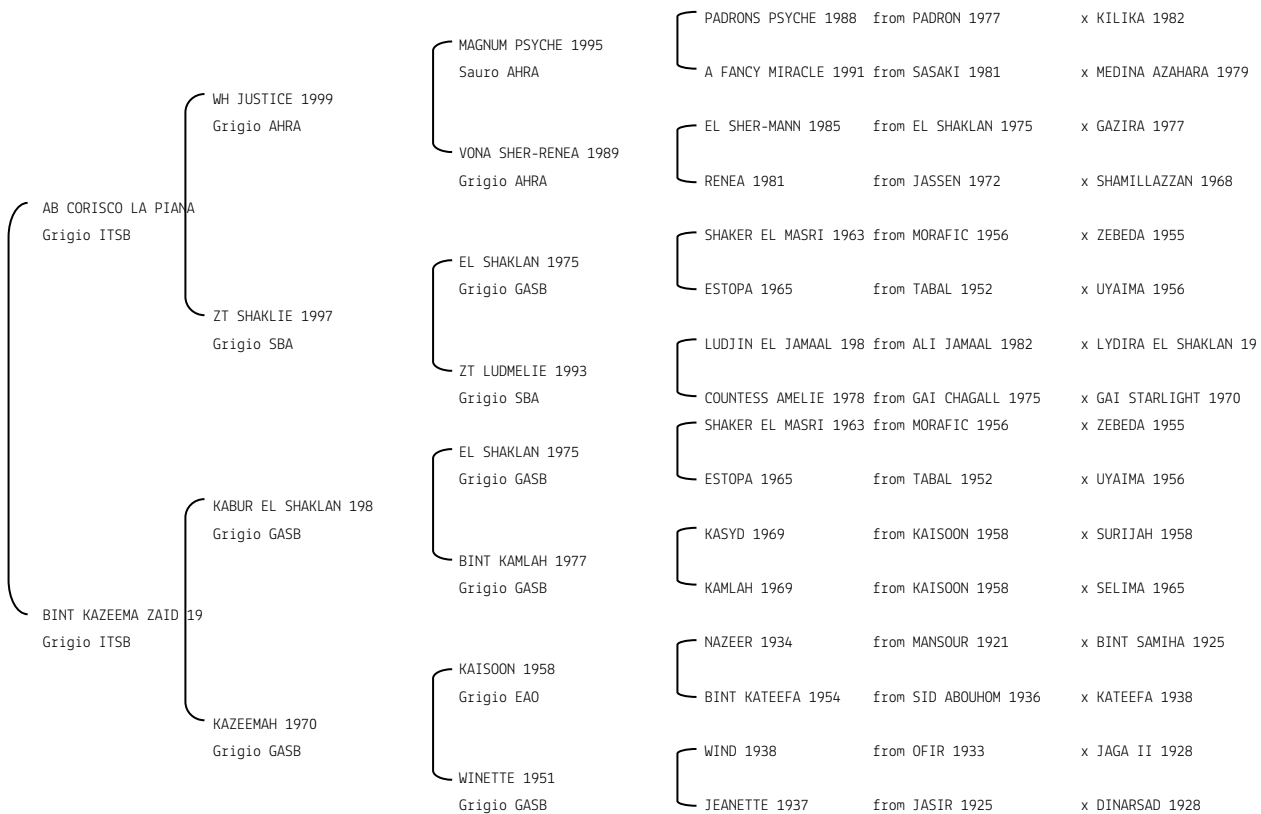 PADRONS PSYCHE 1988 from PADRON 1977 x KILIKA 1982
MAGNUM PSYCHE 1995
Sauro AHRA
A FANCY MIRACLE 1991 from SASAKI 1981 x MEDINA AZAHARA 1979
WH JUSTICE 1999
Grigio AHRA
EL SHER-MANN 1985 from EL SHAKLAN 1975 x GAZIRA 1977
VONA SHER-RENEA 1989
Grigio AHRA
RENEA 1981 from JASSEN 1972 x SHAMILLAZZAN 1968
AB CORISCO LA PIANA
Grigio ITSB
SHAKER EL MASRI 1963 from MORAFIC 1956 x ZEBEDA 1955
EL SHAKLAN 1975
Grigio GASB
ESTOPA 1965 from TABAL 1952 x UYAIMA 1956
ZT SHAKLIE 1997
Grigio SBA
LUDJIN EL JAMAAL 198 from ALI JAMAAL 1982 x LYDIRA EL SHAKLAN 19
ZT LUDMELIE 1993
Grigio SBA
COUNTESS AMELIE 1978 from GAI CHAGALL 1975 x GAI STARLIGHT 1970
SHAKER EL MASRI 1963 from MORAFIC 1956 x ZEBEDA 1955
EL SHAKLAN 1975
Grigio GASB
ESTOPA 1965 from TABAL 1952 x UYAIMA 1956
KABUR EL SHAKLAN 198
Grigio GASB
KASYD 1969 from KAISOON 1958 x SURIJAH 1958
BINT KAMLAH 1977
Grigio GASB
KAMLAH 1969 from KAISOON 1958 x SELIMA 1965
BINT KAZEEMA ZAID 19
Grigio ITSB
NAZEER 1934 from MANSOUR 1921 x BINT SAMIHA 1925
KAISOON 1958
Grigio EAO
BINT KATEEFA 1954 from SID ABOUHOM 1936 x KATEEFA 1938
KAZEEMAH 1970
Grigio GASB
WIND 1938 from OFIR 1933 x JAGA II 1928
WINETTE 1951
Grigio GASB
JEANETTE 1937 from JASIR 1925 x DINARSAD 1928